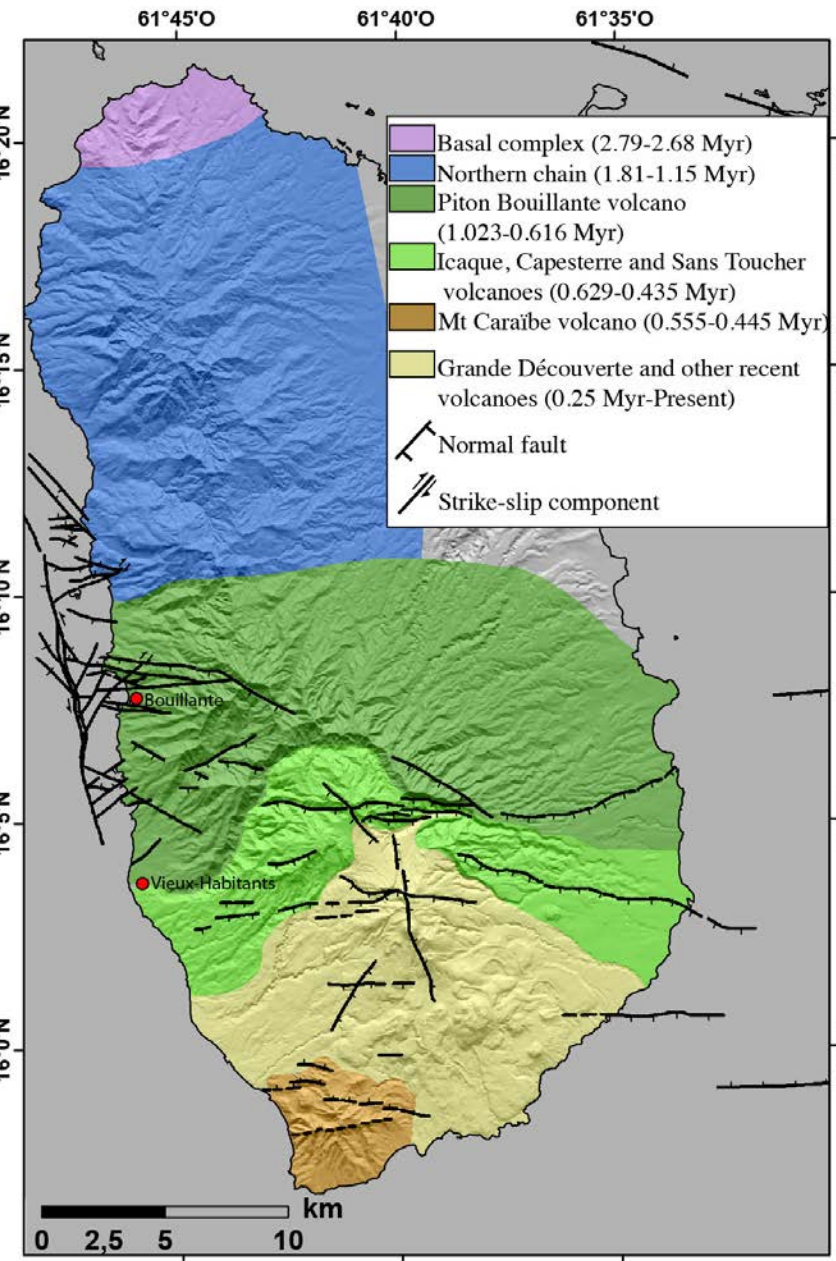 61°45'O 61°40'O 61°35'O
16°20'N
Basal complex (2.79-2.68 Myr)
Northern chain (1.81-1.15 Myr)
Piton Bouillante volcano
(1.023-0.616 Myr)
Icaque, Capesterre and Sans Toucher
volcanoes (0.629-0.435 Myr)
Mt Caraïbe volcano (0.555-0.445 Myr)
Grande Découverte and other recent
volcanoes (0.25 Myr-Present)
Normal fault
Strike-slip component
16°15'N
16°10'N
Bouillante
16°5'N
Vieux-Habitants
16°0'N
km
0 2,5 5 10